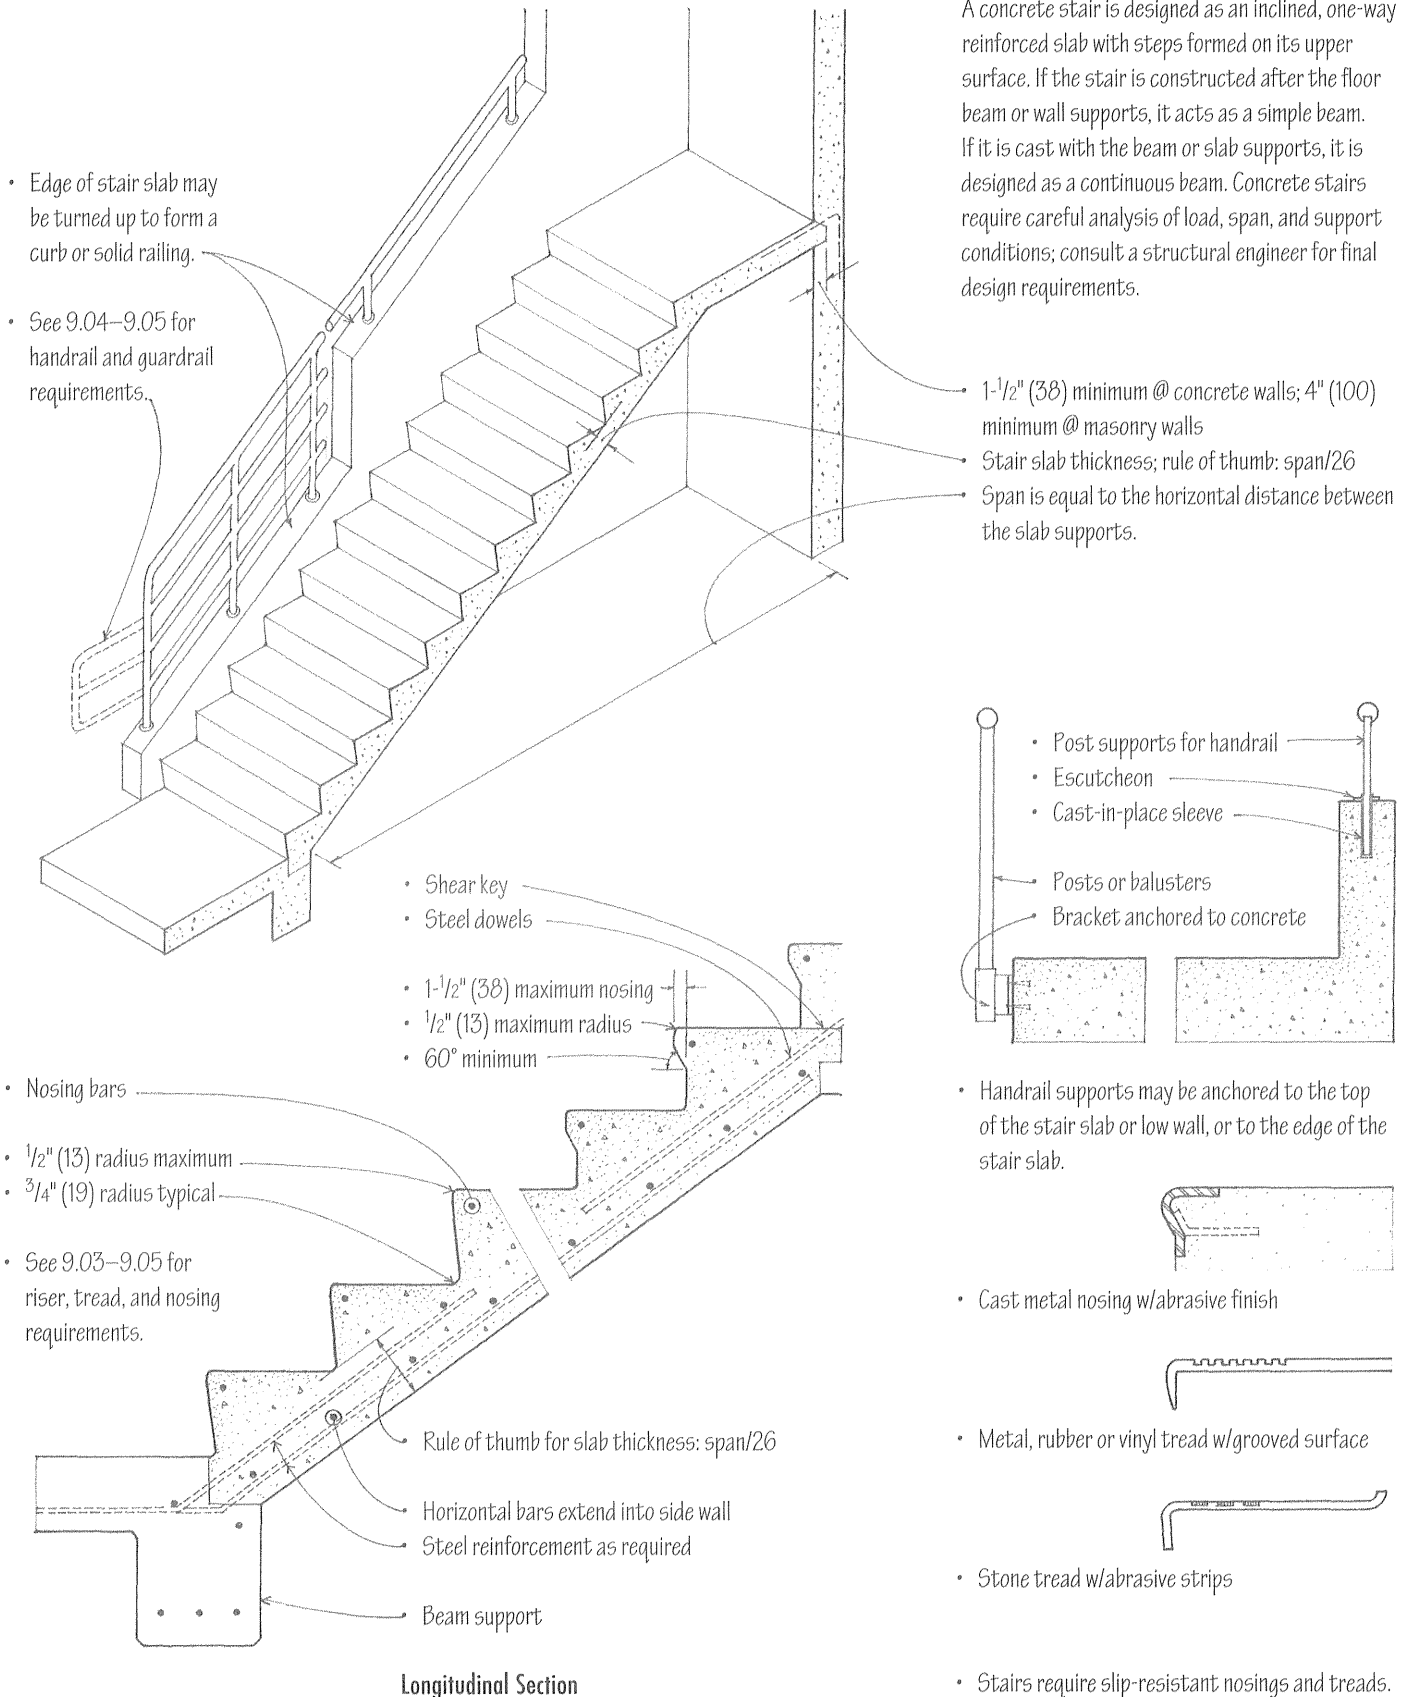 A concrete stair is designed as an inclined, one-way
reinforced slab with steps formed on its upper
surface. If the stair is constructed after the floor
beam or wall supports, it acts as a simple beam.
If it is cast with the beam or slab supports, it is
designed as a continuous beam. Concrete stairs
require careful analysis of load, span, and support
conditions; consult a structural engineer for final
design requirements.
• Edge of stair slab may
be turned up to form a
curb or solid railing.
• See 9.04–9.05 for
handrail and guardrail
requirements.
• 1-1/2" (38) minimum @ concrete walls; 4" (100)
minimum @ masonry walls
• Stair slab thickness; rule of thumb: span/26
• Span is equal to the horizontal distance between
the slab supports.
• Post supports for handrail
• Escutcheon
• Cast-in-place sleeve
• Posts or balusters
• Bracket anchored to concrete
• Shear key
• Steel dowels
• 1-1/2" (38) maximum nosing
• 1/2" (13) maximum radius
• 60° minimum
• Nosing bars
• 1/2" (13) radius maximum
• 3/4" (19) radius typical
• See 9.03–9.05 for
riser, tread, and nosing
requirements.
• Handrail supports may be anchored to the top
of the stair slab or low wall, or to the edge of the
stair slab.
• Cast metal nosing w/abrasive finish
• Metal, rubber or vinyl tread w/grooved surface
• Stone tread w/abrasive strips
• Rule of thumb for slab thickness: span/26
• Horizontal bars extend into side wall
• Steel reinforcement as required
• Beam support
Longitudinal Section
• Stairs require slip-resistant nosings and treads.